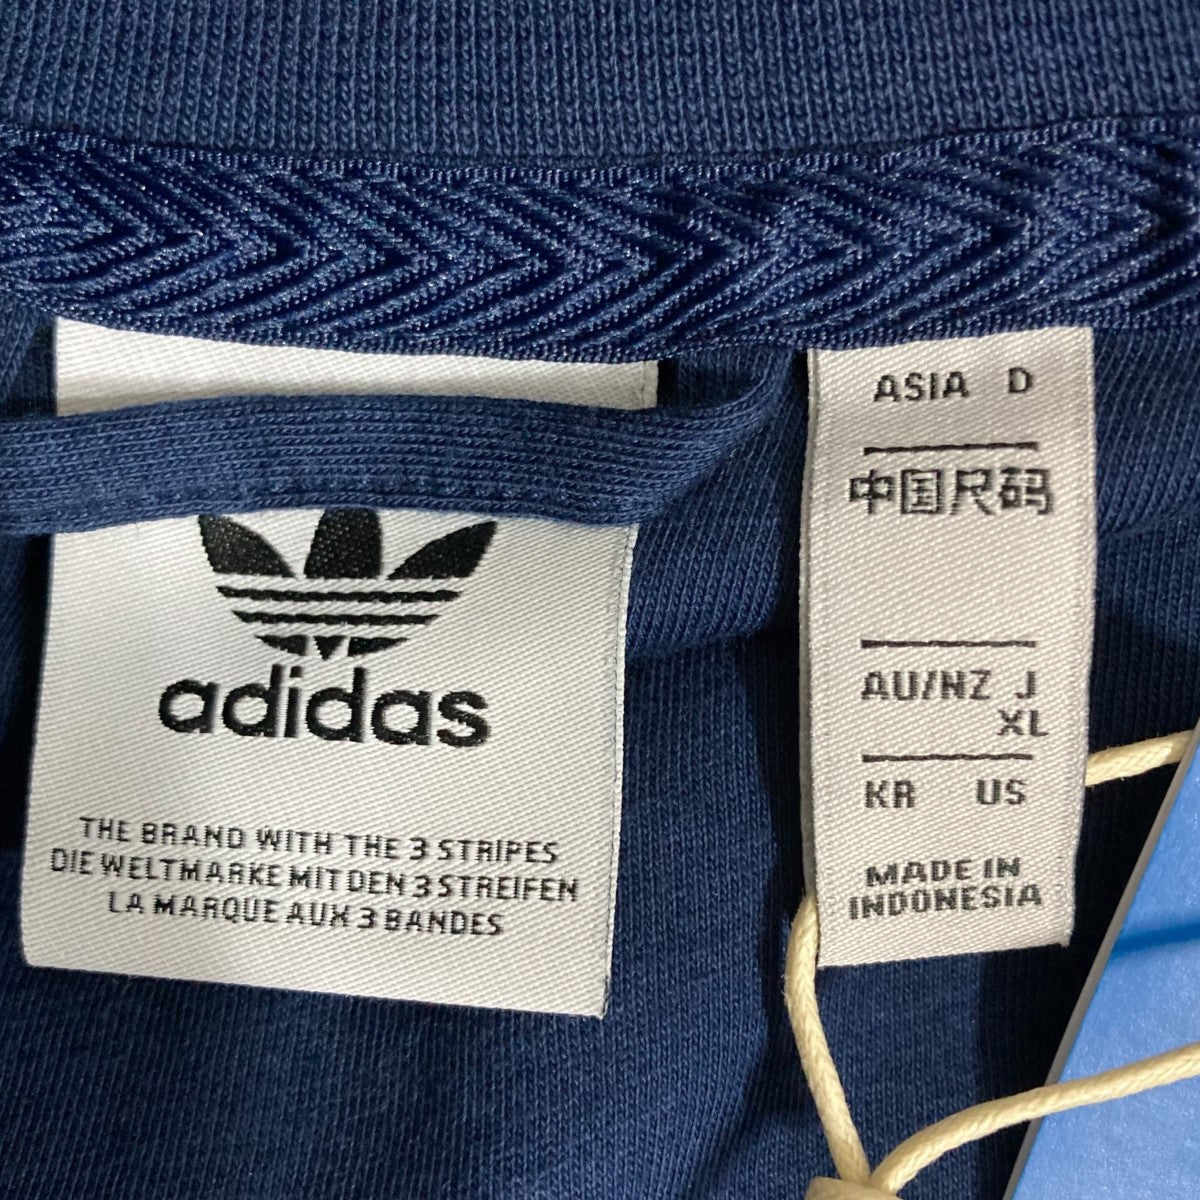 adidas
THE BRAND WITH THE 3 STRIPES
DIE WELTMARKE MIT DEN 3 STREIFEN
LA MARQUE AUX 3 BANDES
ASIA D
中国尺码
AU/NZ J
XL
KR US
MADE IN
INDONESIA